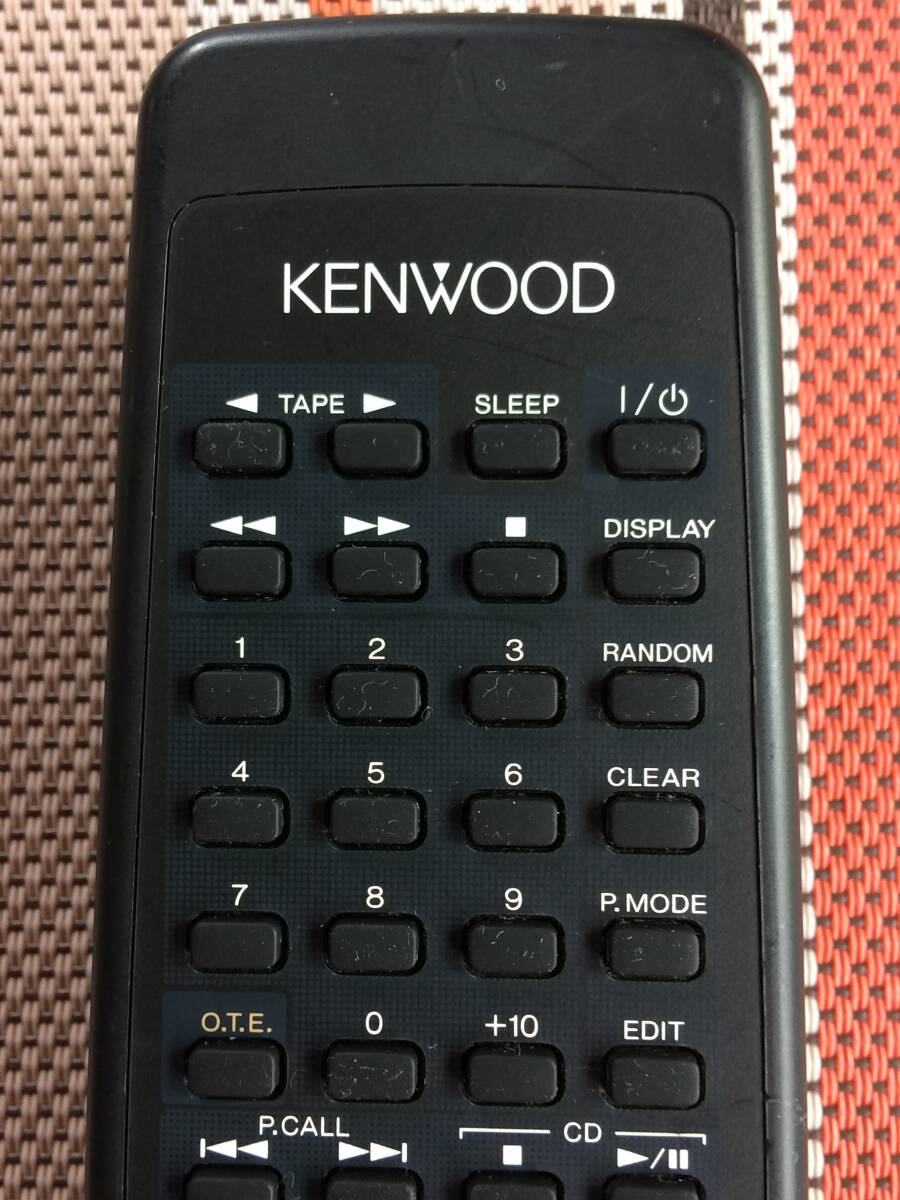 KENWOOD
◀ TAPE ▶ SLEEP I/⏻
◀◀ ▶▶ ■ DISPLAY
1 2 3 RANDOM
4 5 6 CLEAR
7 8 9 P.MODE
O.T.E. 0 +10 EDIT
P.CALL CD
I◀◀ ▶▶I ■ ▶/II